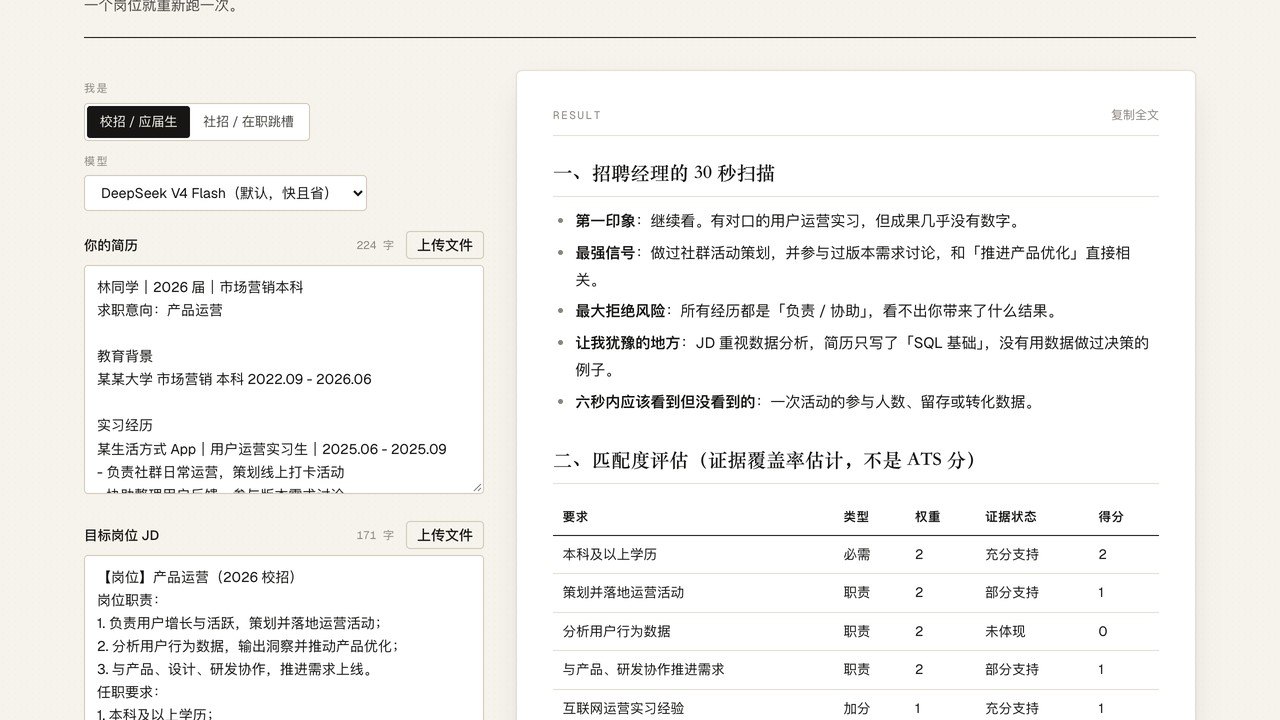 一个岗位就重新跑一次。
我是
校招 / 应届生
社招 / 在职跳槽
模型
DeepSeek V4 Flash（默认，快且省）
你的简历
224 字
上传文件
林同学｜2026 届｜市场营销本科
求职意向：产品运营
教育背景
某某大学 市场营销 本科 2022.09 - 2026.06
实习经历
某生活方式 App｜用户运营实习生｜2025.06 - 2025.09
- 负责社群日常运营，策划线上打卡活动
- 协助整理用户反馈，参与版本需求讨论
目标岗位 JD
171 字
上传文件
【岗位】产品运营（2026 校招）
岗位职责：
1. 负责用户增长与活跃，策划并落地运营活动；
2. 分析用户行为数据，输出洞察并推动产品优化；
3. 与产品、设计、研发协作，推进需求上线。
任职要求：
1. 本科及以上学历；
RESULT
复制全文
一、招聘经理的 30 秒扫描
第一印象：继续看。有对口的用户运营实习，但成果几乎没有数字。
最强信号：做过社群活动策划，并参与过版本需求讨论，和「推进产品优化」直接相
关。
最大拒绝风险：所有经历都是「负责 / 协助」，看不出你带来了什么结果。
让我犹豫的地方：JD 重视数据分析，简历只写了「SQL 基础」，没有用数据做过决策的
例子。
六秒内应该看到但没看到的：一次活动的参与人数、留存或转化数据。
二、匹配度评估（证据覆盖率估计，不是 ATS 分）
要求 类型 权重 证据状态 得分
本科及以上学历 必需 2 充分支持 2
策划并落地运营活动 职责 2 部分支持 1
分析用户行为数据 职责 2 未体现 0
与产品、研发协作推进需求 职责 2 部分支持 1
互联网运营实习经验 加分 1 充分支持 1